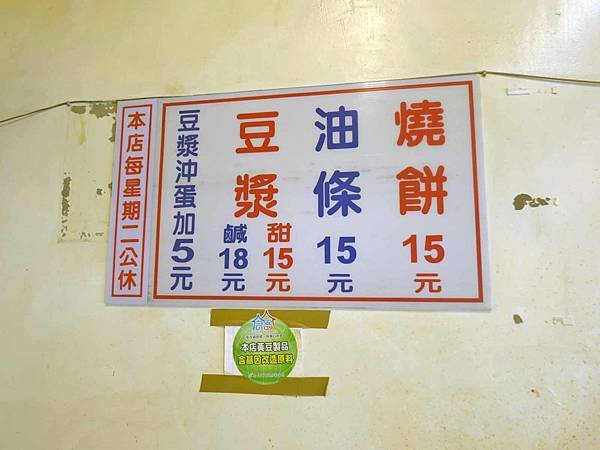 燒餅
15元
油條
15元
豆漿
甜15元
鹹18元
豆漿沖蛋加5元
本店每星期二公休
本店黃豆製品
含基因改造原料